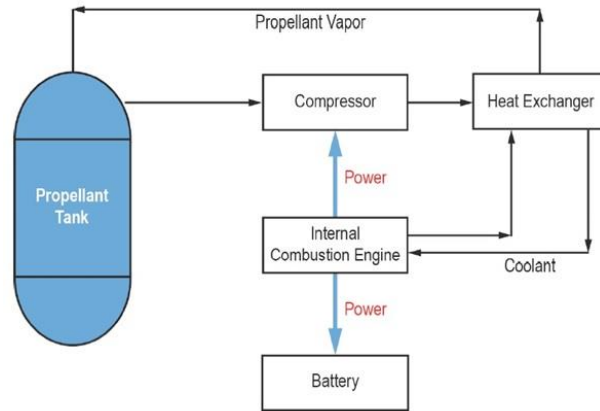 Propellant Vapor
Compressor
Heat Exchanger
Power
Propellant
Tank
Internal
Combustion Engine
Coolant
Power
Battery